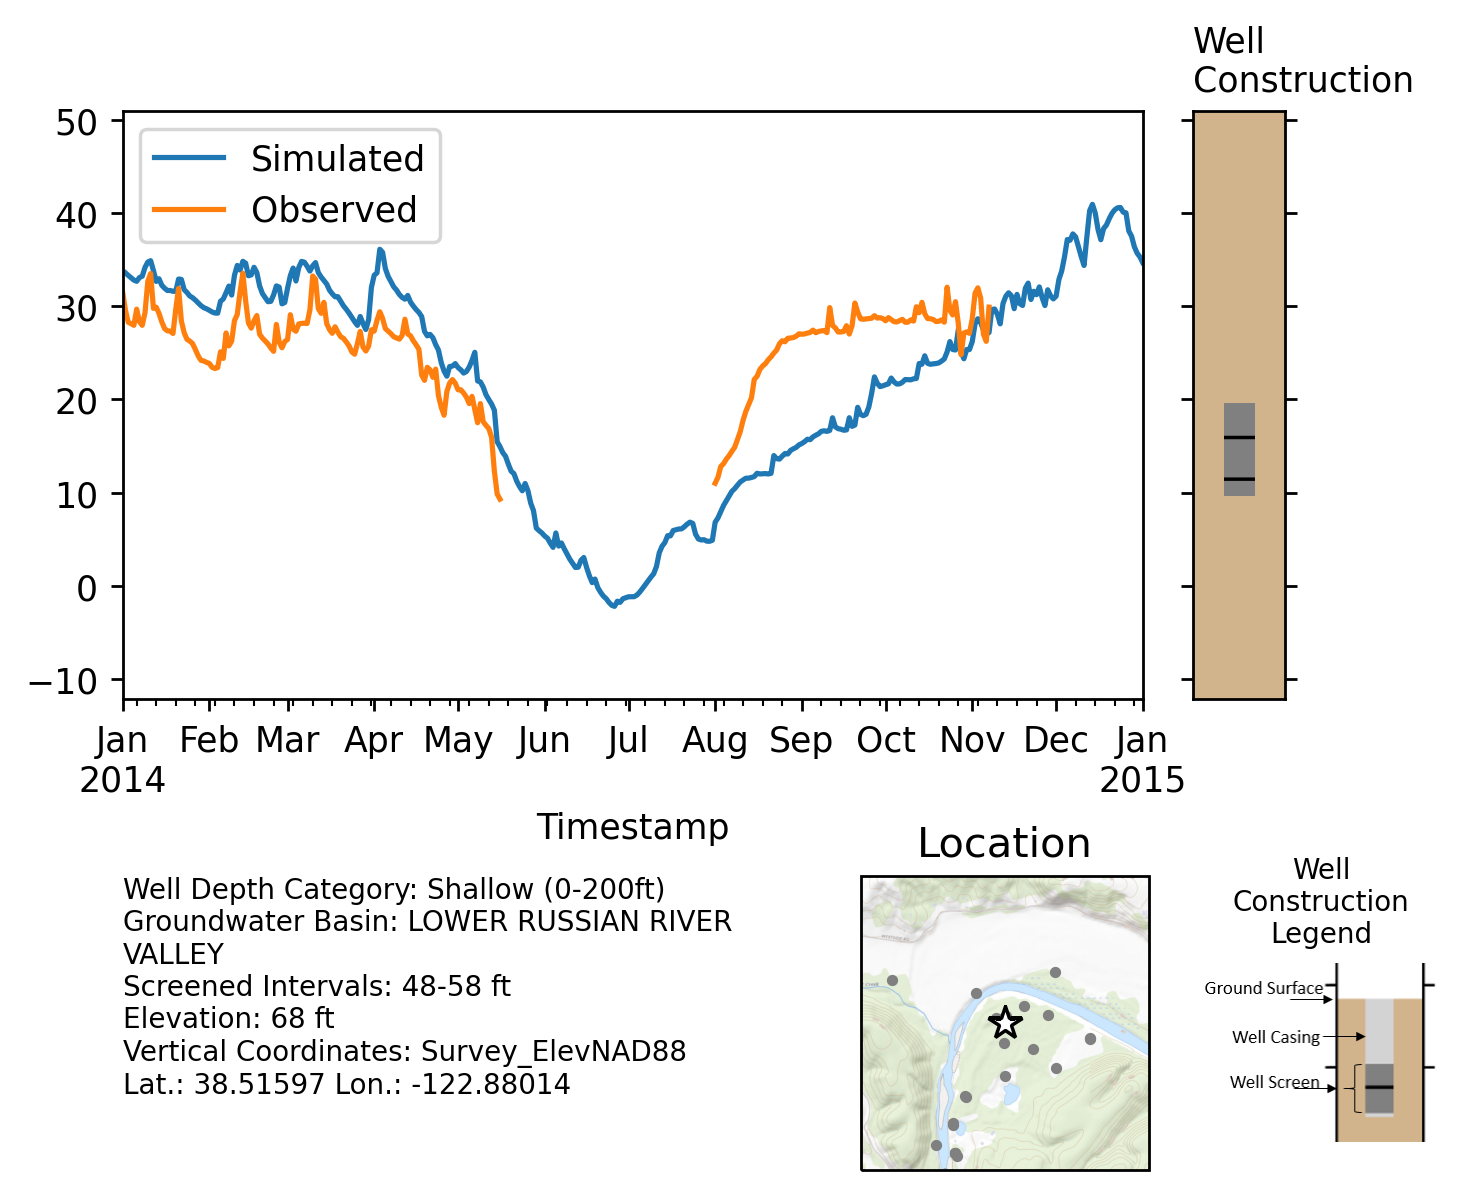 Well
Construction
50
40
30
20
10
0
−10
Simulated
Observed
Jan Feb Mar Apr May Jun Jul Aug Sep Oct Nov Dec Jan
2014 2015
Timestamp
Well Depth Category: Shallow (0-200ft)
Groundwater Basin: LOWER RUSSIAN RIVER
VALLEY
Screened Intervals: 48-58 ft
Elevation: 68 ft
Vertical Coordinates: Survey_ElevNAD88
Lat.: 38.51597 Lon.: -122.88014
Location
Well
Construction
Legend
Ground Surface
Well Casing
Well Screen